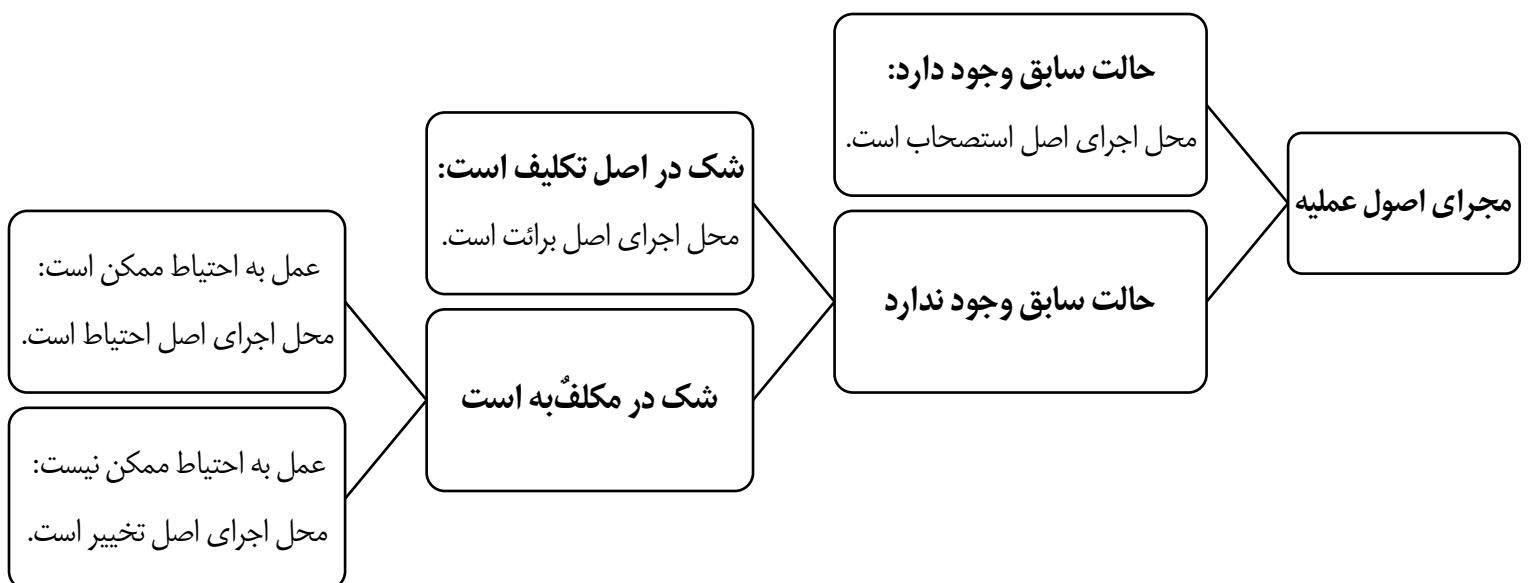 مجرای اصول عملیه
حالت سابق وجود دارد:
محل اجرای اصل استصحاب است.
حالت سابق وجود ندارد
شک در اصل تکلیف است:
محل اجرای اصل برائت است.
شک در مکلفٌ‌به است
عمل به احتیاط ممکن است:
محل اجرای اصل احتیاط است.
عمل به احتیاط ممکن نیست:
محل اجرای اصل تخییر است.